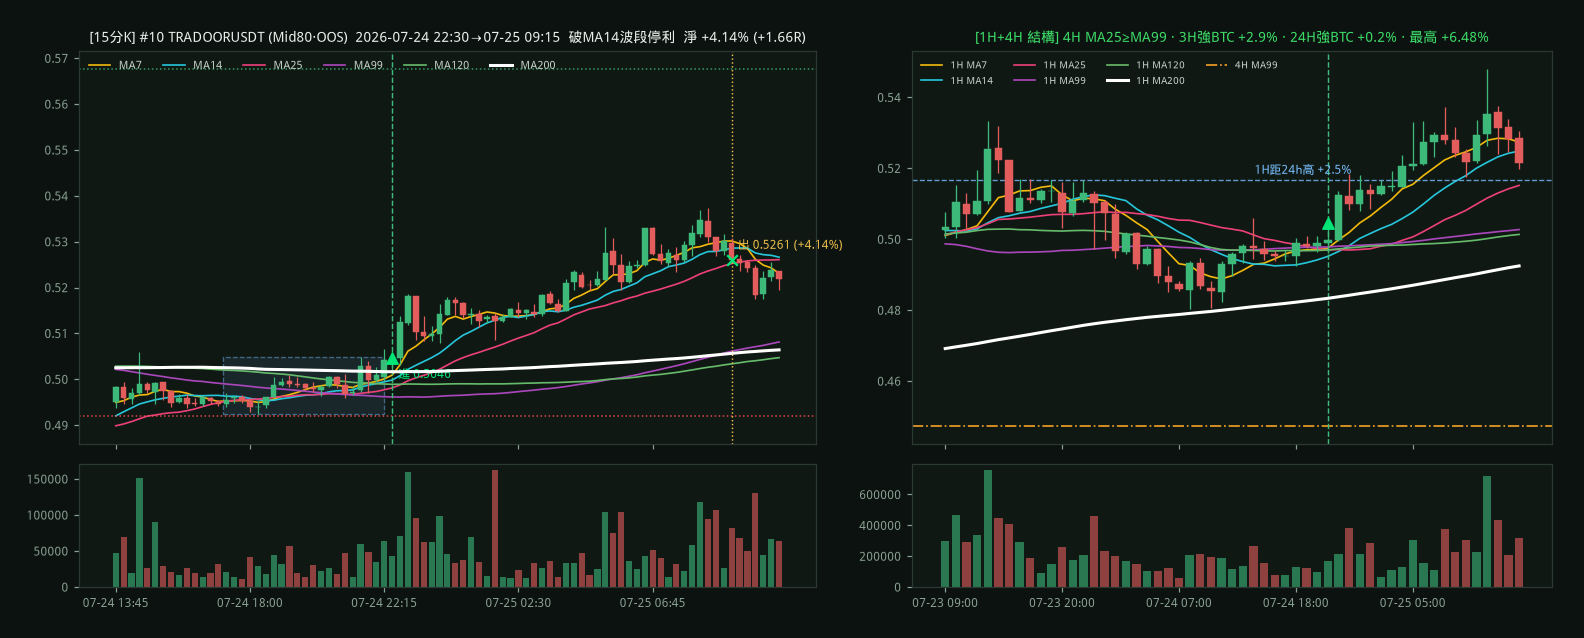 [15分K] #10 TRADOORUSDT (Mid80·OOS)  2026-07-24 22:30→07-25 09:15  破MA14波段停利  淨 +4.14% (+1.66R)
MA7 MA14 MA25 MA99 MA120 MA200
0.57
0.56
0.55
0.54
0.53
0.52
0.51
0.50
0.49
出 0.5261 (+4.14%)
進 0.5046
150000
100000
50000
0
07-24 13:45 07-24 18:00 07-24 22:15 07-25 02:30 07-25 06:45
[1H+4H 結構] 4H MA25≥MA99 · 3H強BTC +2.9% · 24H強BTC +0.2% · 最高 +6.48%
1H MA7 1H MA25 1H MA120 4H MA99
1H MA14 1H MA99 1H MA200
0.54
0.52
0.50
0.48
0.46
1H距24h高 +2.5%
600000
400000
200000
0
07-23 09:00 07-23 20:00 07-24 07:00 07-24 18:00 07-25 05:00